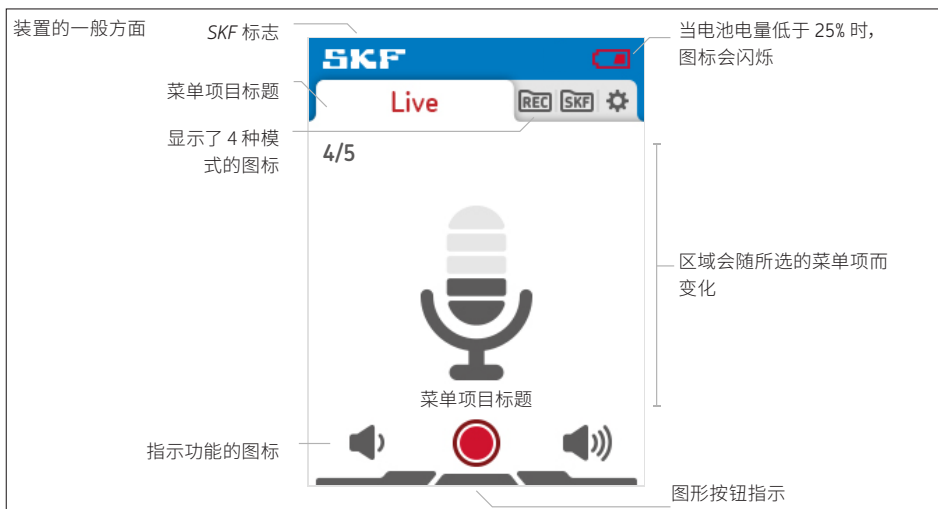 装置的一般方面
SKF 标志
当电池电量低于 25% 时，
图标会闪烁
SKF
菜单项目标题
Live
REC
SKF
显示了 4 种模
式的图标
4/5
区域会随所选的菜单项而
变化
菜单项目标题
指示功能的图标
图形按钮指示